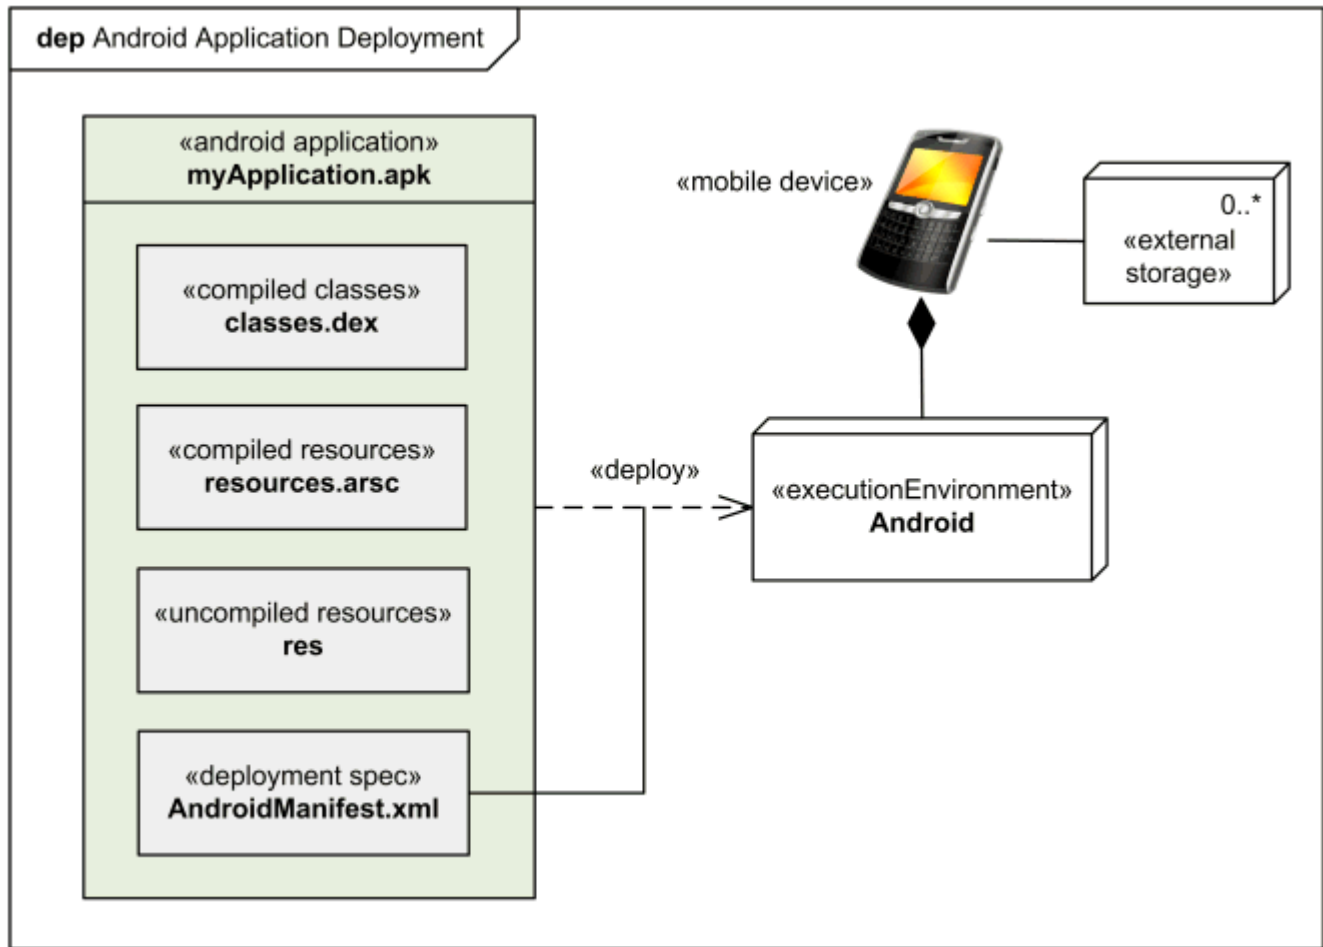 dep Android Application Deployment
«android application»
myApplication.apk
«compiled classes»
classes.dex
«compiled resources»
resources.arsc
«uncompiled resources»
res
«deployment spec»
AndroidManifest.xml
«deploy»
«mobile device»
0..*
«external
storage»
«executionEnvironment»
Android